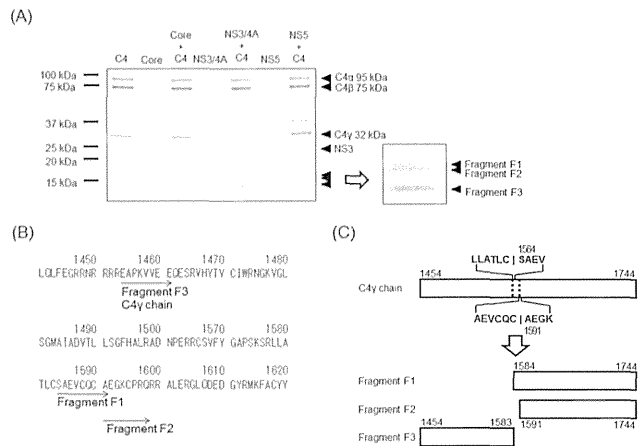 (A)
Core NS3/4A NS5
+ + +
C4 Core C4 NS3/4A C4 NS5 C4
100 kDa
75 kDa
37 kDa
25 kDa
20 kDa
15 kDa
C4α 95 kDa
C4β 75 kDa
C4γ 32 kDa
NS3
Fragment F1
Fragment F2
Fragment F3
(B)
1450 1460 1470 1480
LQLFEGRRNR RRREAPKVVE EQESRVHYTV CIWRNGKVGL
Fragment F3
C4γ chain
1490 1500 1570 1580
SGMAIADVTL LSGFHALRAD NPERRCSVFY GAPSKSRLLA
1590 1600 1610 1620
TLCSAEVCQC AEGKCPRQRR ALERGLQDED GYRMKFACYY
Fragment F1
Fragment F2
(C)
1584
LLATLC | SAEV
1454 1744
C4γ chain
AEVCQC | AEGK
1591
1584 1744
Fragment F1
Fragment F2
1591 1744
1454 1583
Fragment F3